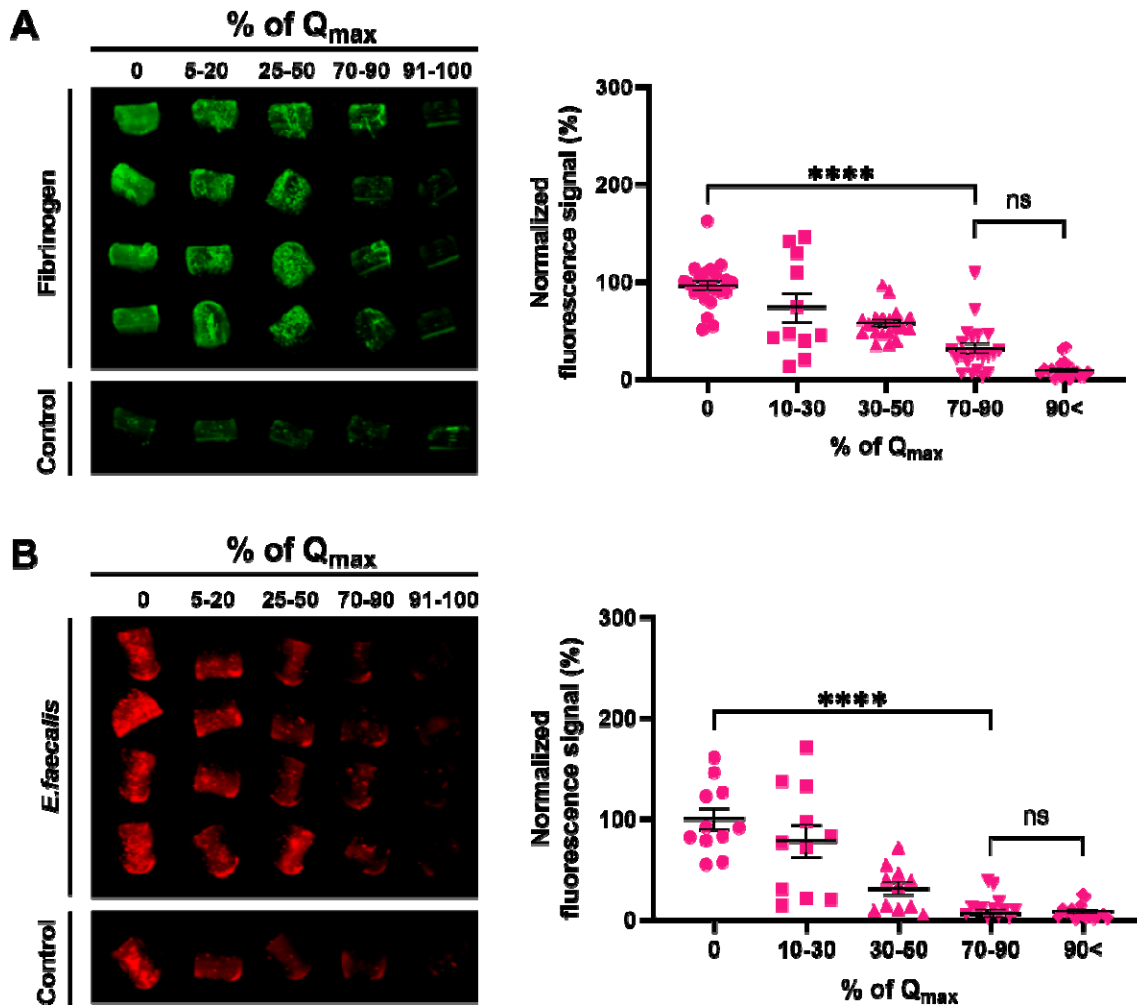 A
% of Qmax
0 5-20 25-50 70-90 91-100
Fibrinogen
Control
Normalized
fluorescence signal (%)
300
200
100
0
****
ns
0 10-30 30-50 70-90 90<
% of Qmax
B
% of Qmax
0 5-20 25-50 70-90 91-100
E.faecalis
Control
Normalized
fluorescence signal (%)
300
200
100
0
****
ns
0 10-30 30-50 70-90 90<
% of Qmax